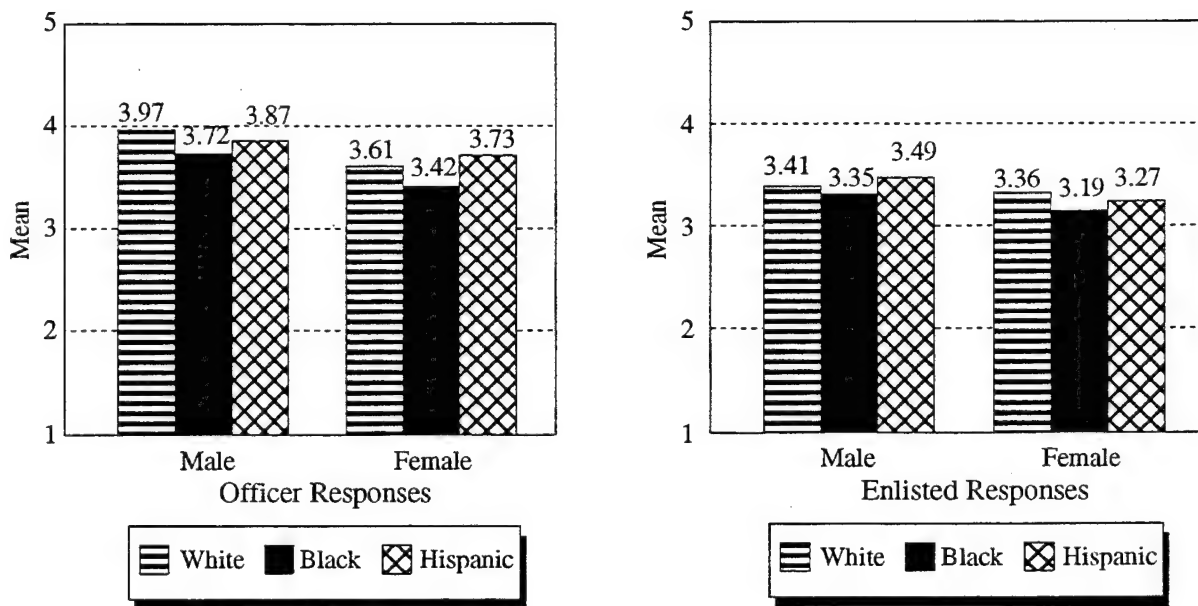 5
4
3
2
1
Mean
3.97
3.72
3.87
3.61
3.42
3.73
Male
Female
Officer Responses
White
Black
Hispanic
5
4
3
2
1
Mean
3.41
3.35
3.49
3.36
3.19
3.27
Male
Female
Enlisted Responses
White
Black
Hispanic